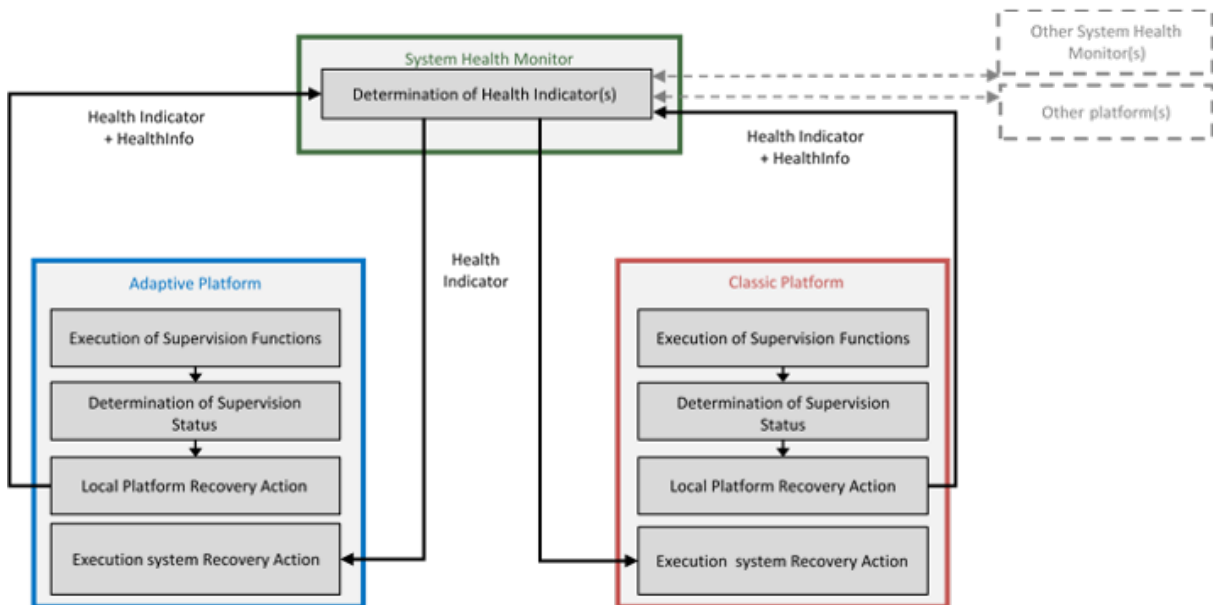 Other System Health
Monitor(s)
System Health Monitor
Determination of Health Indicator(s)
Other platform(s)
Health Indicator
+ HealthInfo
Health Indicator
+ HealthInfo
Health
Indicator
Adaptive Platform
Execution of Supervision Functions
Determination of Supervision
Status
Local Platform Recovery Action
Execution system Recovery Action
Classic Platform
Execution of Supervision Functions
Determination of Supervision
Status
Local Platform Recovery Action
Execution system Recovery Action